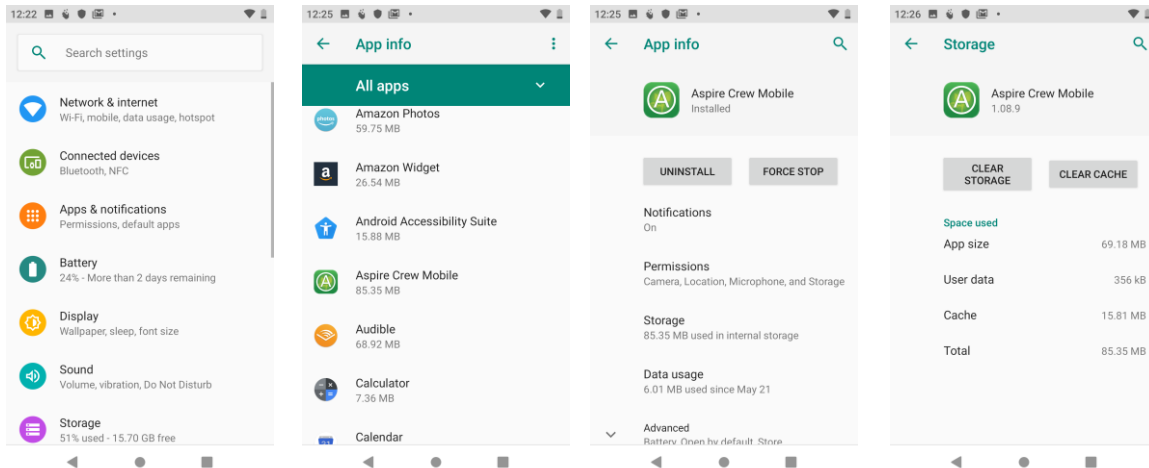 12:22
Search settings
Network & internet
Wi-Fi, mobile, data usage, hotspot
Connected devices
Bluetooth, NFC
Apps & notifications
Permissions, default apps
Battery
24% - More than 2 days remaining
Display
Wallpaper, sleep, font size
Sound
Volume, vibration, Do Not Disturb
Storage
51% used - 15.70 GB free
12:25
App info
All apps
photos
Amazon Photos
59.75 MB
a
Amazon Widget
26.54 MB
Android Accessibility Suite
15.88 MB
A
Aspire Crew Mobile
85.35 MB
Audible
68.92 MB
Calculator
7.36 MB
Calendar
12:25
App info
A
Aspire Crew Mobile
Installed
UNINSTALL
FORCE STOP
Notifications
On
Permissions
Camera, Location, Microphone, and Storage
Storage
85.35 MB used in internal storage
Data usage
6.01 MB used since May 21
Advanced
Battery, Open by default, Store
12:26
Storage
A
Aspire Crew Mobile
1.08.9
CLEAR
STORAGE
CLEAR CACHE
Space used
App size 69.18 MB
User data 356 kB
Cache 15.81 MB
Total 85.35 MB